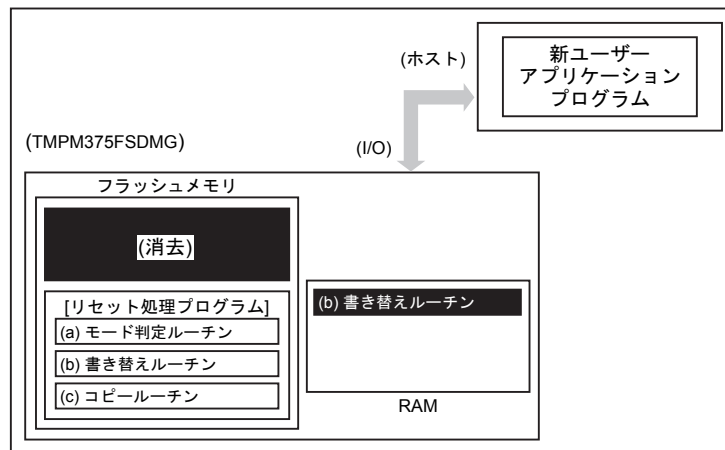 (ホスト)
新ユーザー
アプリケーション
プログラム
(TMPM375FSDMG)
(I/O)
フラッシュメモリ
(消去)
[リセット処理プログラム]
(a) モード判定ルーチン
(b) 書き替えルーチン
(c) コピールーチン
(b) 書き替えルーチン
RAM